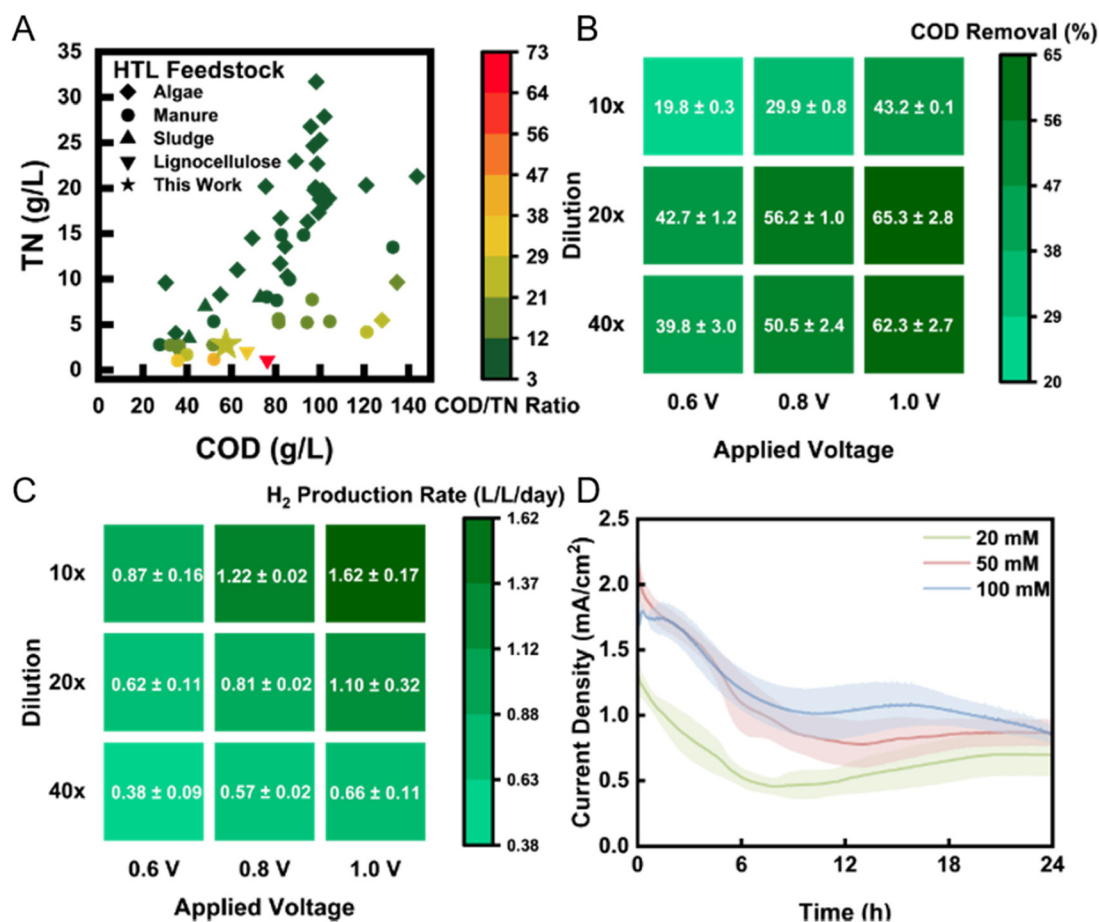 A
35
30
25
20
15
10
5
0
TN (g/L)
HTL Feedstock
Algae
Manure
Sludge
Lignocellulose
This Work
0 20 40 60 80 100 120 140
COD (g/L)
73
64
56
47
38
29
21
12
3
COD/TN Ratio
B
COD Removal (%)
Dilution
10x 19.8 ± 0.3 29.9 ± 0.8 43.2 ± 0.1
20x 42.7 ± 1.2 56.2 ± 1.0 65.3 ± 2.8
40x 39.8 ± 3.0 50.5 ± 2.4 62.3 ± 2.7
0.6 V 0.8 V 1.0 V
Applied Voltage
65
56
47
38
29
20
C
H₂ Production Rate (L/L/day)
Dilution
10x 0.87 ± 0.16 1.22 ± 0.02 1.62 ± 0.17
20x 0.62 ± 0.11 0.81 ± 0.02 1.10 ± 0.32
40x 0.38 ± 0.09 0.57 ± 0.02 0.66 ± 0.11
0.6 V 0.8 V 1.0 V
Applied Voltage
1.62
1.37
1.12
0.88
0.63
0.38
D
2.5
2.0
1.5
1.0
0.5
0.0
Current Density (mA/cm²)
20 mM
50 mM
100 mM
0 6 12 18 24
Time (h)